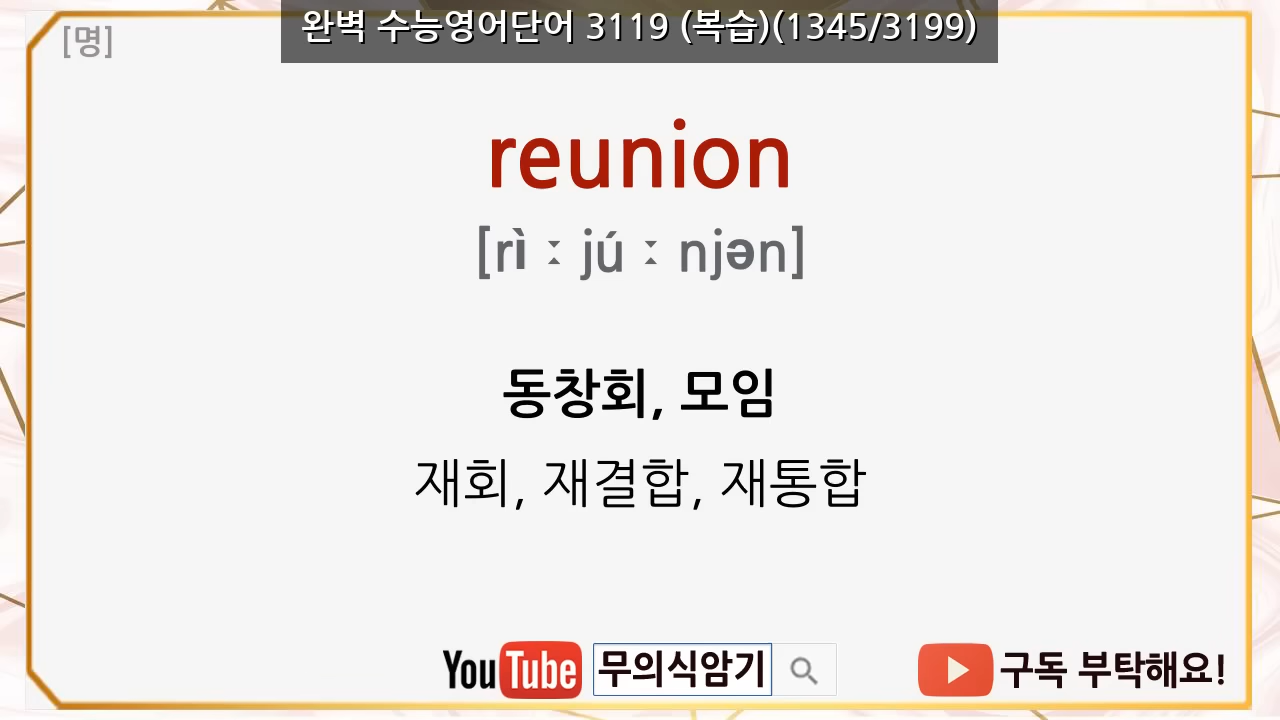 완벽 수능영어단어 3119 (복습)(1345/3199)
[명]
reunion
[rìːjúːnjən]
동창회, 모임
재회, 재결합, 재통합
YouTube 무의식암기 구독 부탁해요!